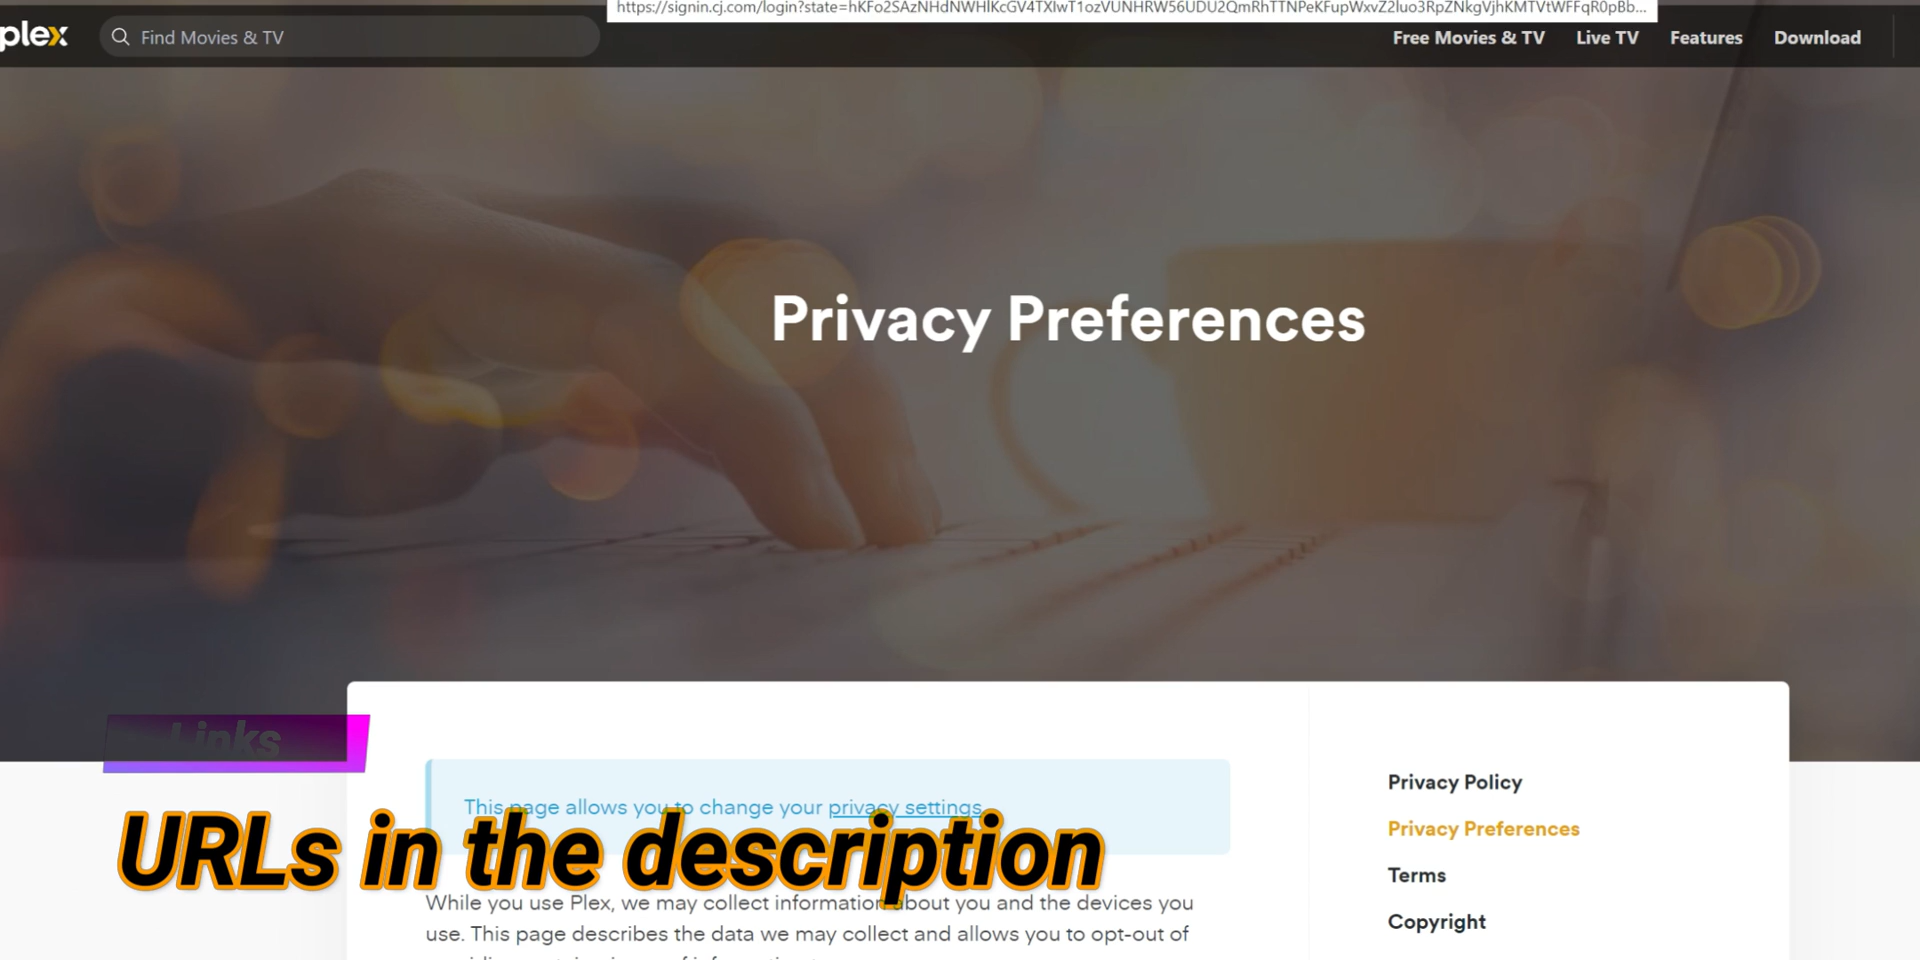 https://signin.cj.com/login?state=hKFo2SAzNHdNWHlKcGV4TXlwT1ozVUNHRW56UDU2QmRhTTNPeKFupWxvZ2luo3RpZNkgVjhKMTVtWFFqR0pBb...
plex
Find Movies & TV
Free Movies & TV
Live TV
Features
Download
Privacy Preferences
Links
This page allows you to change your privacy settings.
URLs in the description
While you use Plex, we may collect information about you and the devices you
use. This page describes the data we may collect and allows you to opt-out of
Privacy Policy
Privacy Preferences
Terms
Copyright